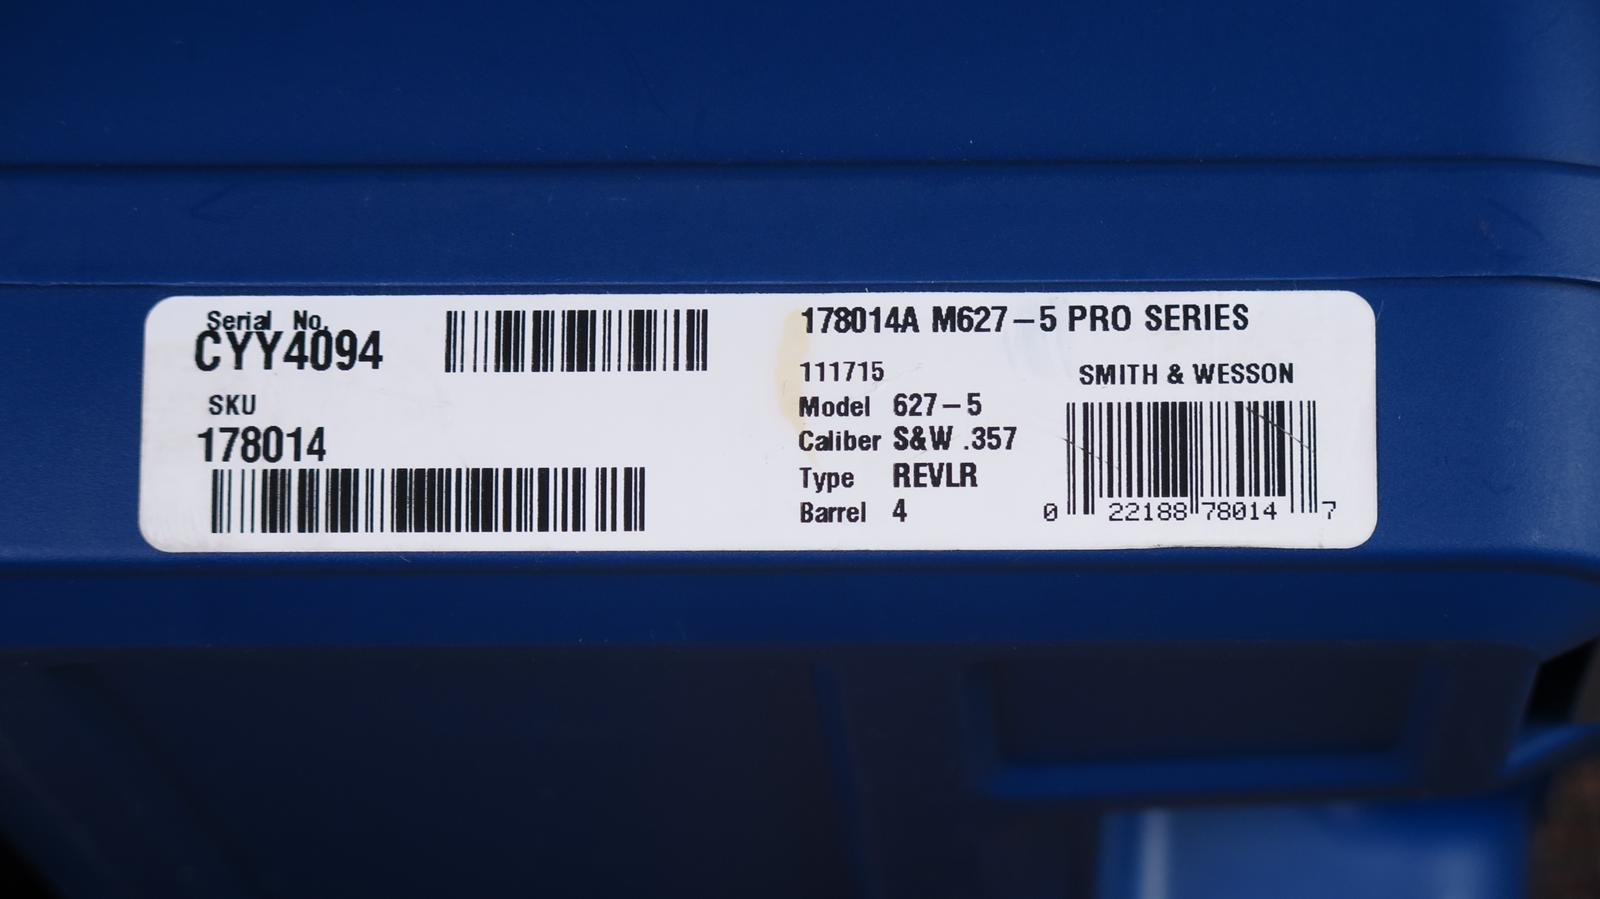 Serial No.
CYY4094
SKU
178014
178014A M627-5 PRO SERIES
111715
Model 627-5
Caliber S&W .357
Type REVLR
Barrel 4
SMITH & WESSON
0 22188 78014 7